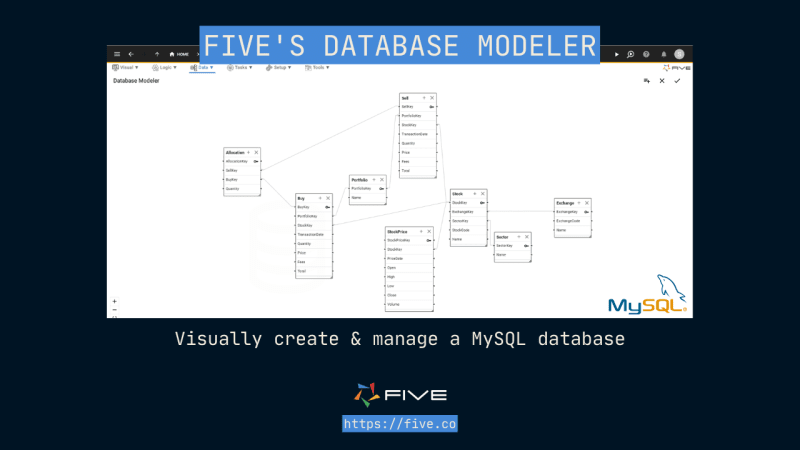 FIVE'S DATABASE MODELER
HOME
Visual Logic Data Tasks Setup Tools
FIVE
Database Modeler
Sell
SellKey
PortfolioKey
StockKey
TransactionDate
Quantity
Price
Fees
Total
Allocation
AllocationKey
SellKey
BuyKey
Quantity
Portfolio
PortfolioKey
Name
Buy
BuyKey
PortfolioKey
StockKey
TransactionDate
Quantity
Price
Fees
Total
Stock
StockKey
ExchangeKey
SectorKey
StockCode
Name
Exchange
ExchangeKey
ExchangeCode
Name
StockPrice
StockPriceKey
StockKey
PriceDate
Open
High
Low
Close
Volume
Sector
SectorKey
Name
MySQL
Visually create & manage a MySQL database
FIVE
https://five.co